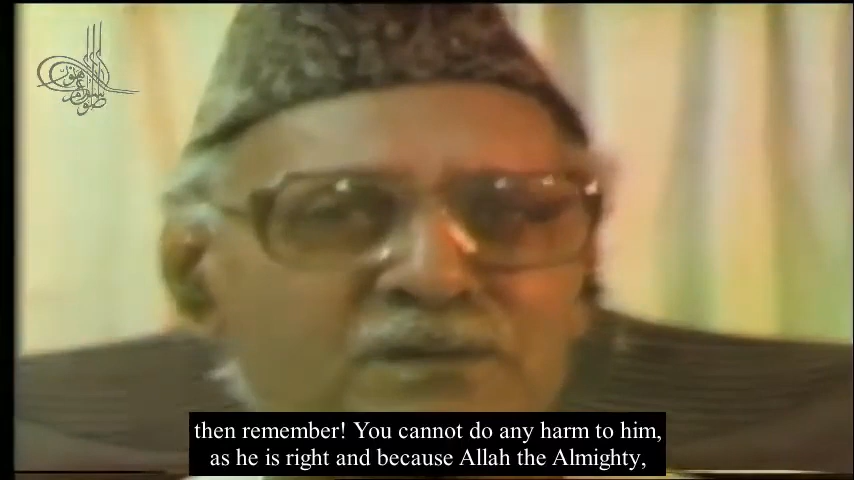 then remember! You cannot do any harm to him,
as he is right and because Allah the Almighty,